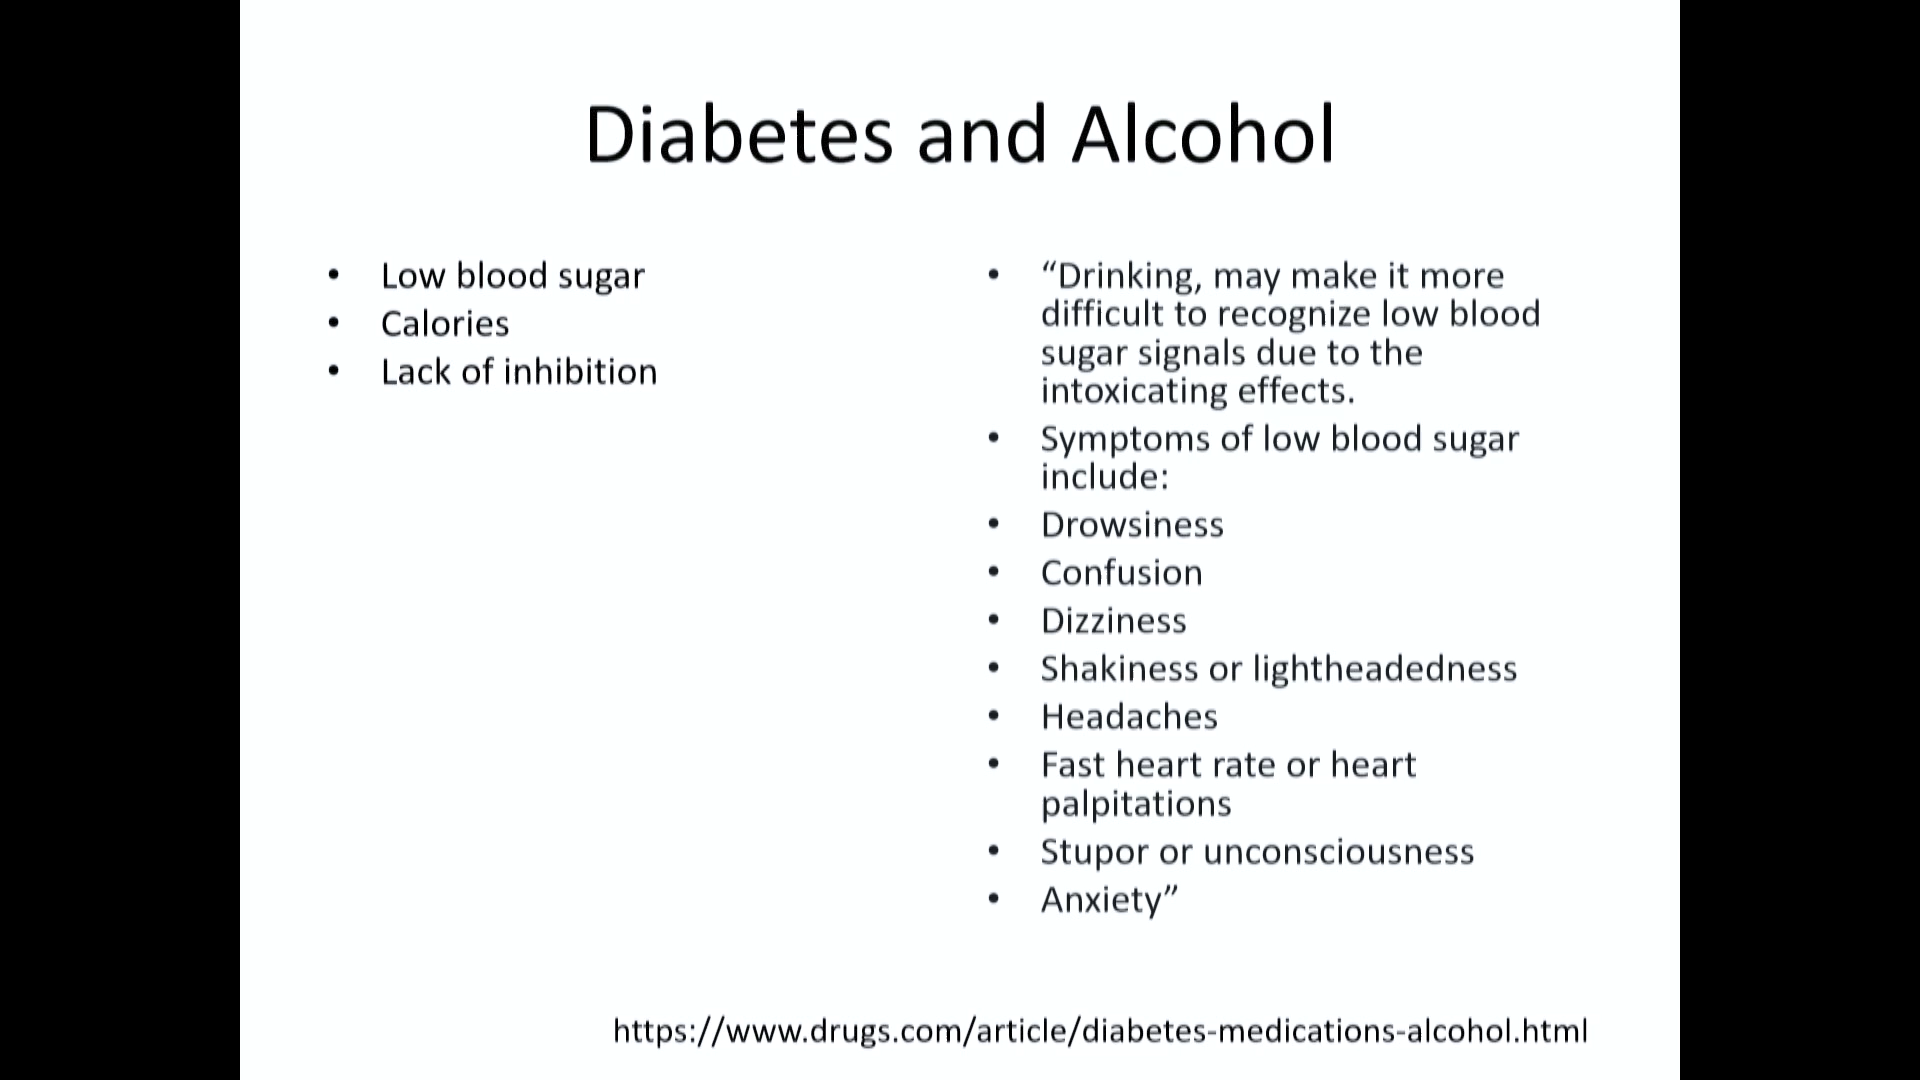 Diabetes and Alcohol
• Low blood sugar
• Calories
• Lack of inhibition
• “Drinking, may make it more
difficult to recognize low blood
sugar signals due to the
intoxicating effects.
• Symptoms of low blood sugar
include:
• Drowsiness
• Confusion
• Dizziness
• Shakiness or lightheadedness
• Headaches
• Fast heart rate or heart
palpitations
• Stupor or unconsciousness
• Anxiety”
https://www.drugs.com/article/diabetes-medications-alcohol.html